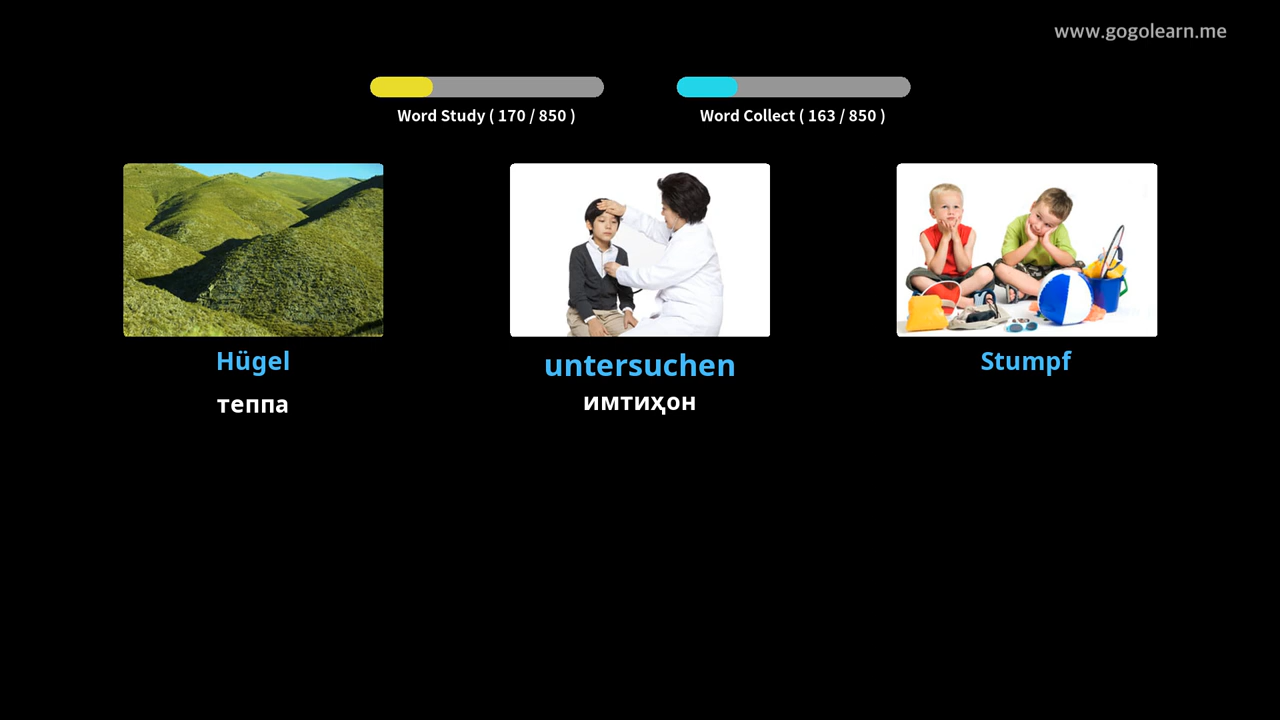 www.gogolearn.me
Word Study ( 170 / 850 )
Word Collect ( 163 / 850 )
Hügel
untersuchen
Stumpf
теппа
имтиҳон